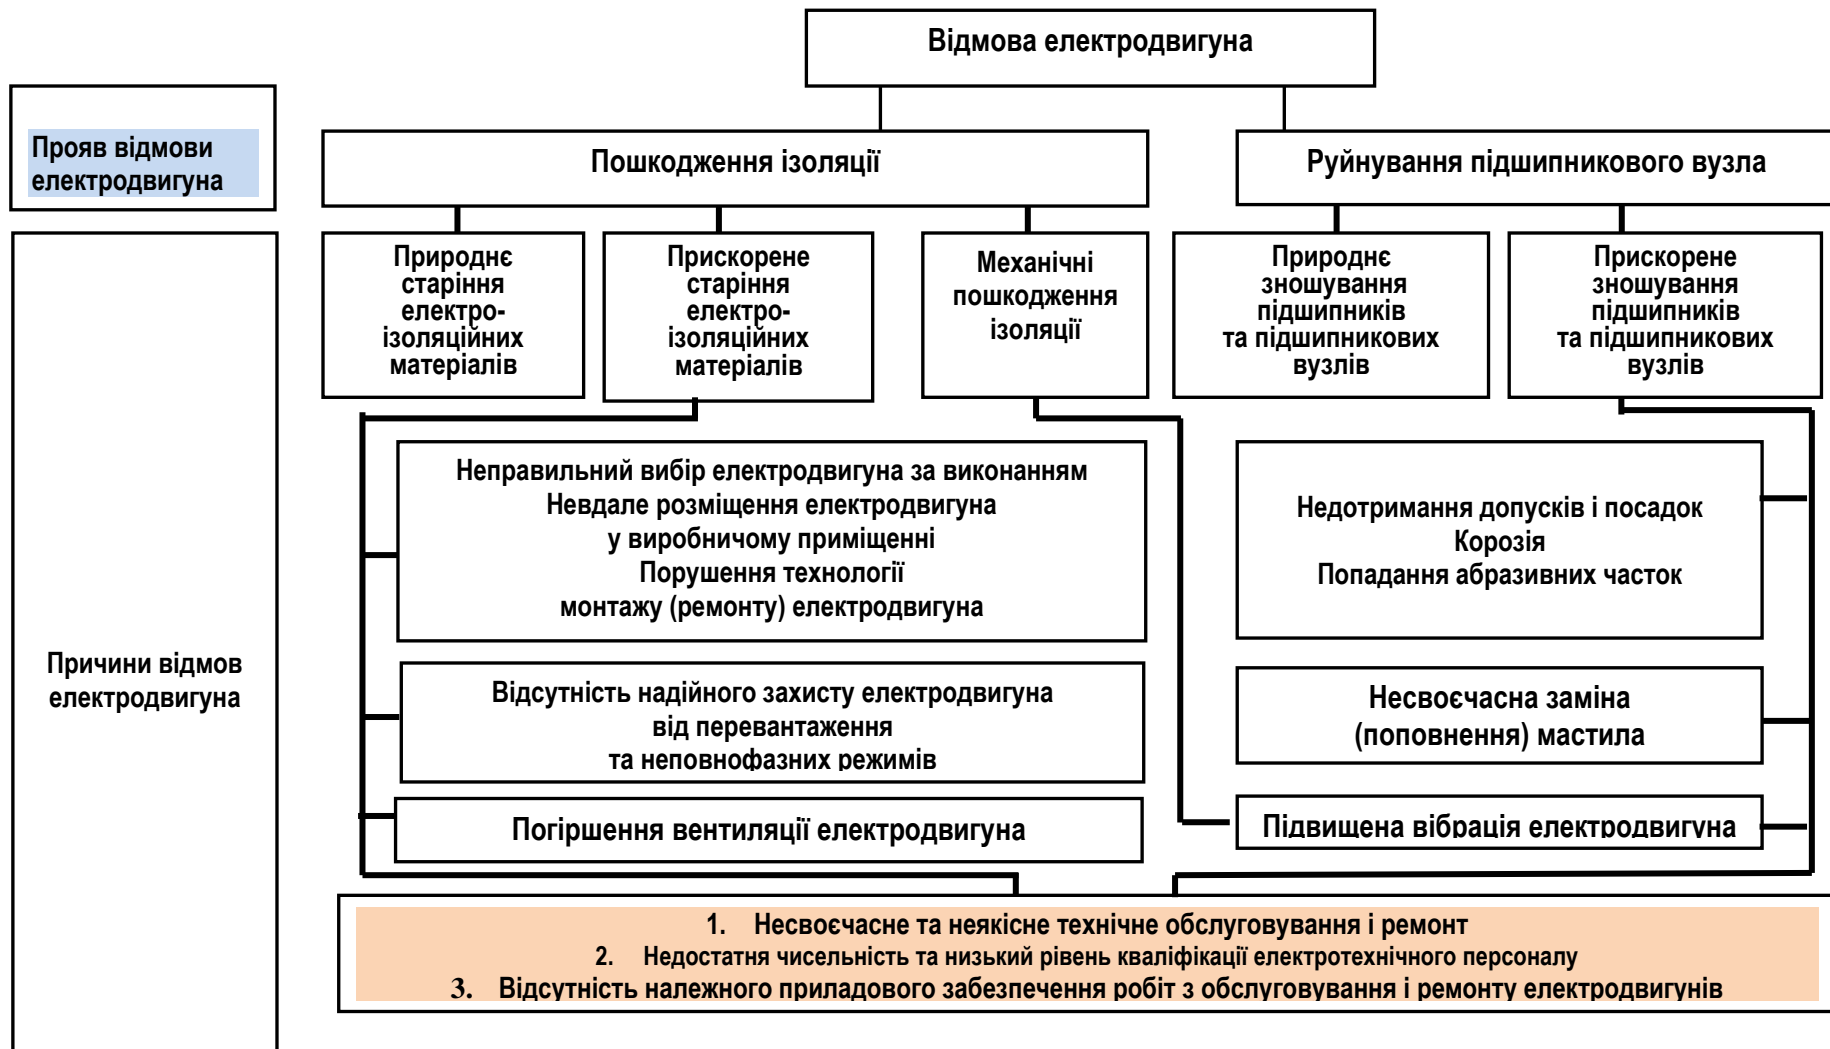 Відмова електродвигуна
Прояв відмови
електродвигуна
Пошкодження ізоляції
Руйнування підшипникового вузла
Причини відмов
електродвигуна
Природнє
старіння
електро-
ізоляційних
матеріалів
Прискорене
старіння
електро-
ізоляційних
матеріалів
Механічні
пошкодження
ізоляції
Природнє
зношування
підшипників
та підшипникових
вузлів
Прискорене
зношування
підшипників
та підшипникових
вузлів
Неправильний вибір електродвигуна за виконанням
Невдале розміщення електродвигуна
у виробничому приміщенні
Порушення технології
монтажу (ремонту) електродвигуна
Недотримання допусків і посадок
Корозія
Попадання абразивних часток
Відсутність надійного захисту електродвигуна
від перевантаження
та неповнофазних режимів
Несвоєчасна заміна
(поповнення) мастила
Погіршення вентиляції електродвигуна
Підвищена вібрація електродвигуна
1. Несвоєчасне та неякісне технічне обслуговування і ремонт
2. Недостатня чисельність та низький рівень кваліфікації електротехнічного персоналу
3. Відсутність належного приладового забезпечення робіт з обслуговування і ремонту електродвигунів